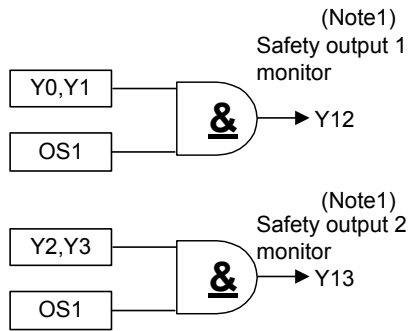 (Note1)
Safety output 1
monitor
Y0,Y1
&
Y12
OS1
(Note1)
Safety output 2
monitor
Y2,Y3
&
Y13
OS1